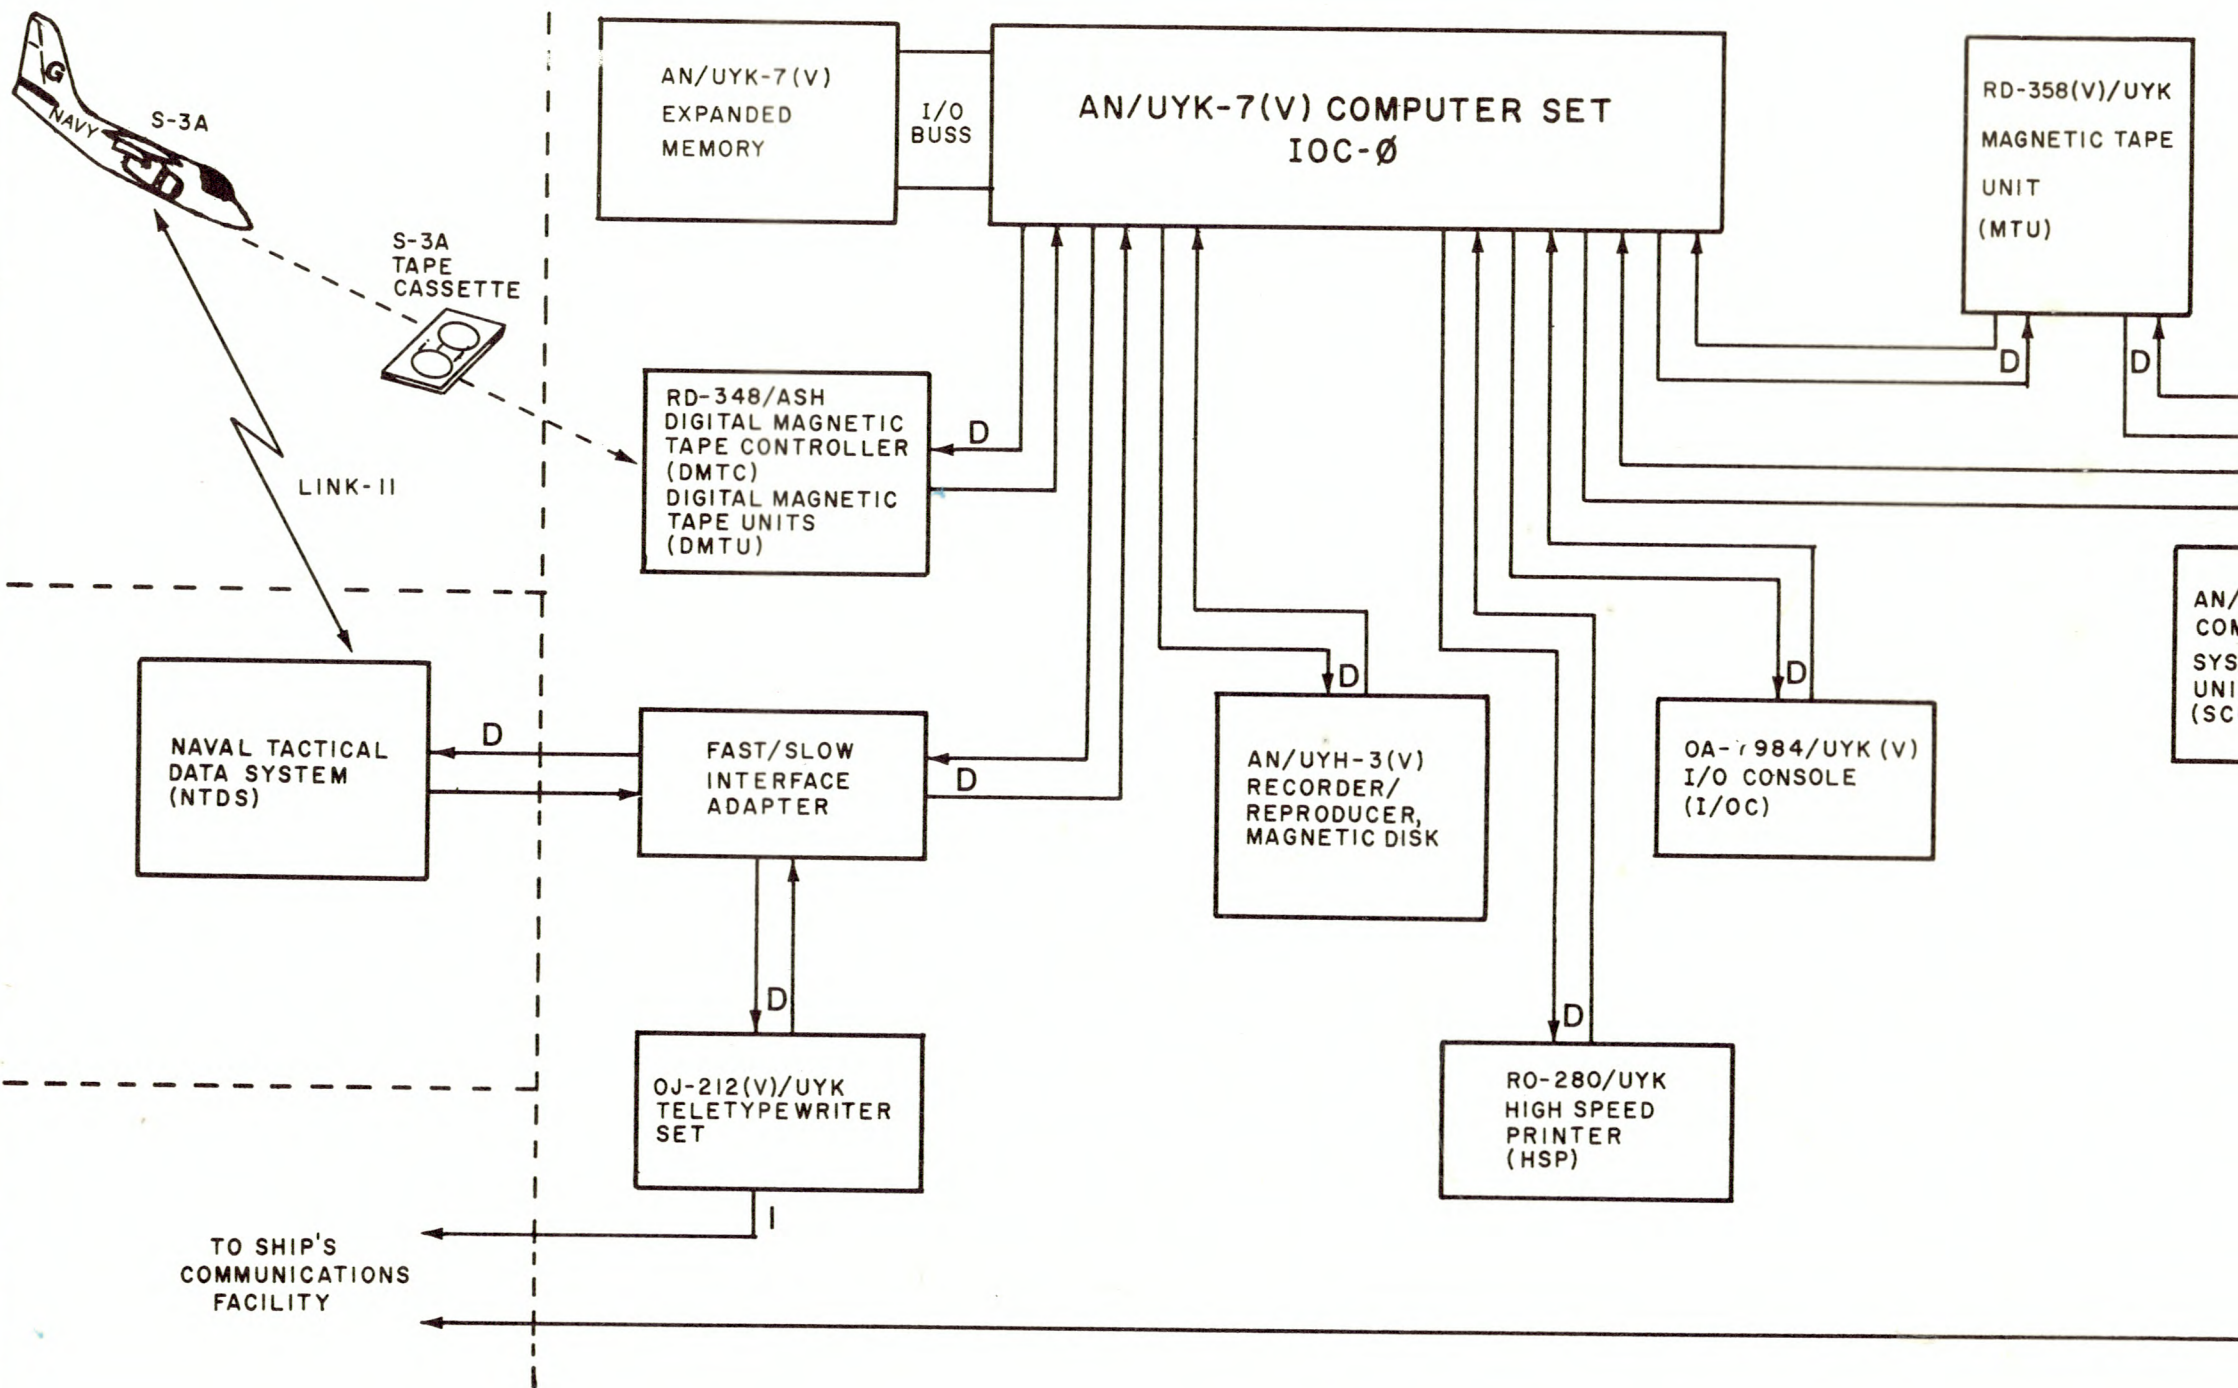 G
NAVY
S-3A
S-3A
TAPE
CASSETTE
LINK-11
AN/UYK-7(V)
EXPANDED
MEMORY
I/O
BUSS
AN/UYK-7(V) COMPUTER SET
IOC-Ø
RD-358(V)/UYK
MAGNETIC TAPE
UNIT
(MTU)
D
D
RD-348/ASH
DIGITAL MAGNETIC
TAPE CONTROLLER
(DMTC)
DIGITAL MAGNETIC
TAPE UNITS
(DMTU)
D
NAVAL TACTICAL
DATA SYSTEM
(NTDS)
D
FAST/SLOW
INTERFACE
ADAPTER
D
D
AN/UYH-3(V)
RECORDER/
REPRODUCER,
MAGNETIC DISK
D
OA-7984/UYK(V)
I/O CONSOLE
(I/OC)
AN/
COM
SYS
UNI
(SC
D
OJ-212(V)/UYK
TELETYPEWRITER
SET
I
D
RO-280/UYK
HIGH SPEED
PRINTER
(HSP)
TO SHIP'S
COMMUNICATIONS
FACILITY